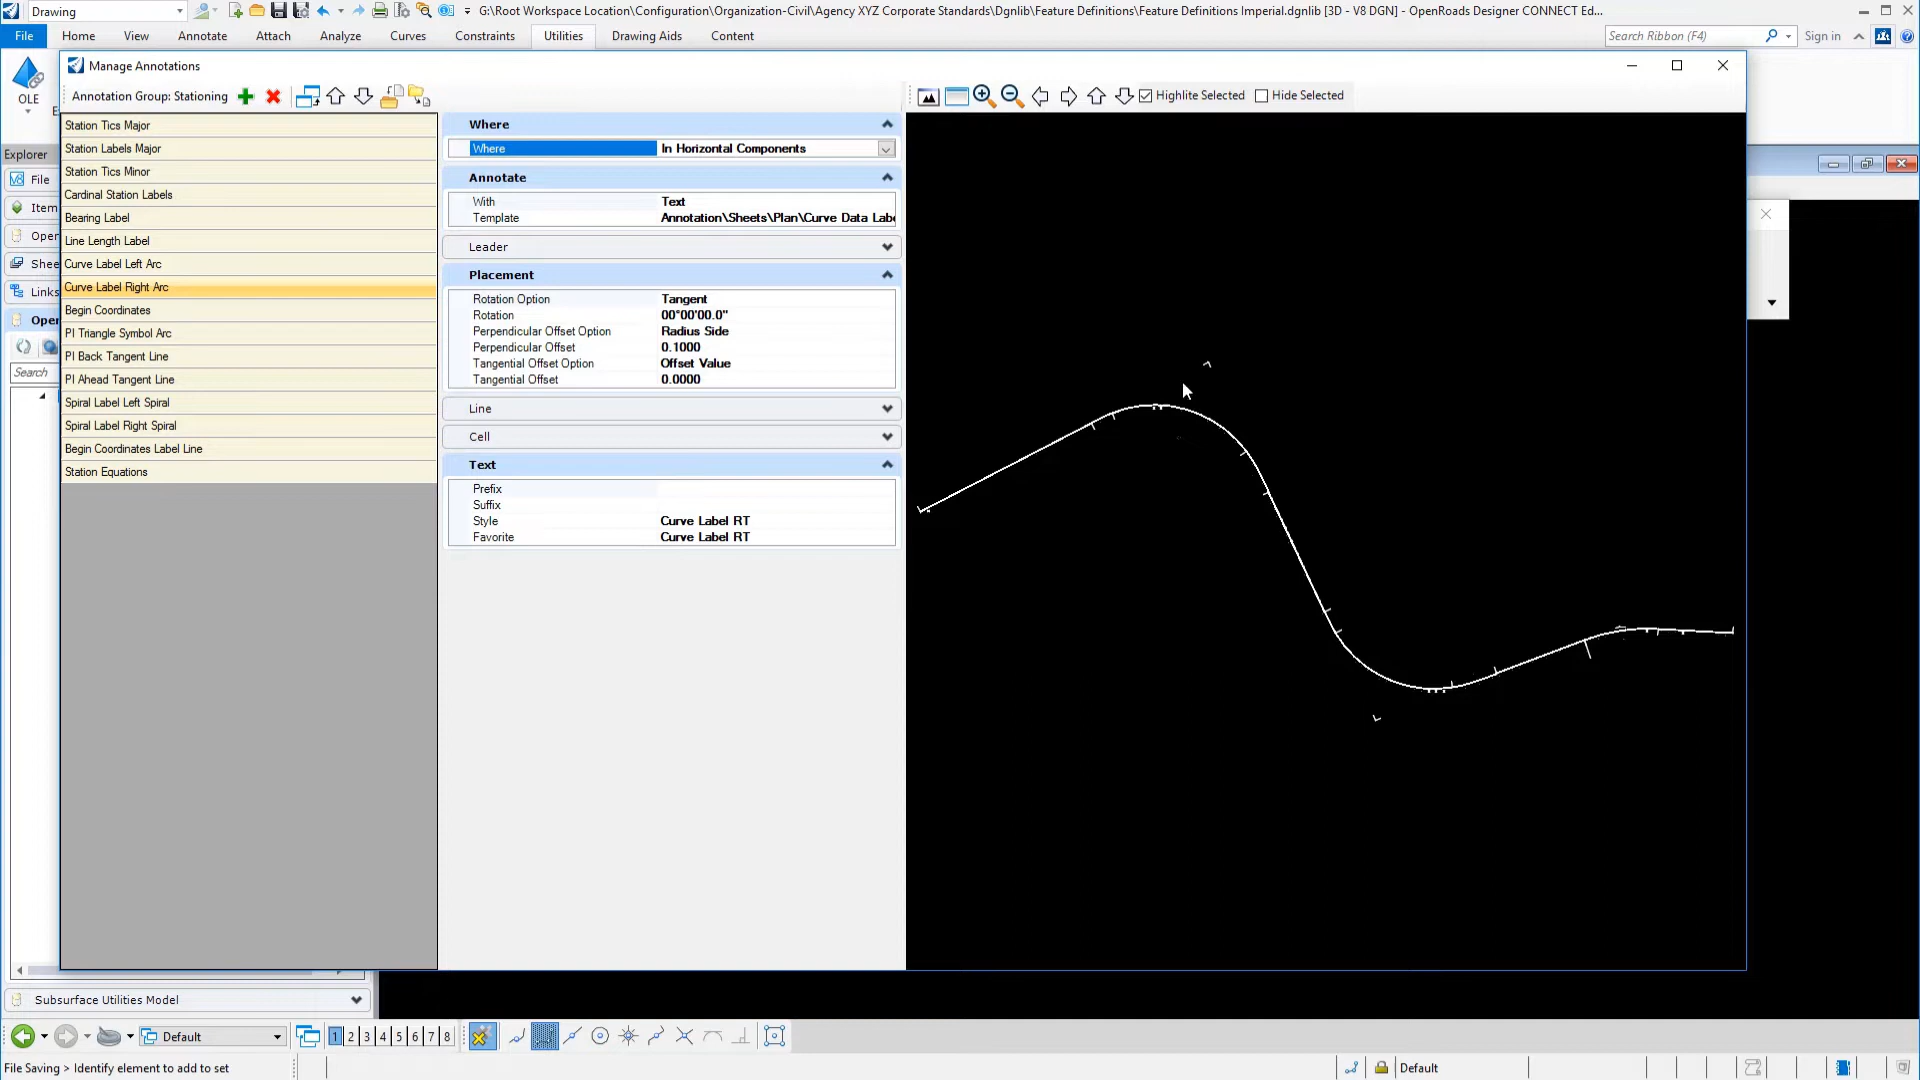 Drawing
G:\Root Workspace Location\Configuration\Organization-Civil\Agency XYZ Corporate Standards\Dgnlib\Feature Definitions\Feature Definitions Imperial.dgnlib [3D - V8 DGN] - OpenRoads Designer CONNECT Ed...
File Home View Annotate Attach Analyze Curves Constraints Utilities Drawing Aids Content
Search Ribbon (F4)
Sign in
OLE
Manage Annotations
Annotation Group: Stationing
Highlite Selected
Hide Selected
Explorer
File
Item
Open
Shee
Links
Oper
Search
Station Tics Major
Station Labels Major
Station Tics Minor
Cardinal Station Labels
Bearing Label
Line Length Label
Curve Label Left Arc
Curve Label Right Arc
Begin Coordinates
PI Triangle Symbol Arc
PI Back Tangent Line
PI Ahead Tangent Line
Spiral Label Left Spiral
Spiral Label Right Spiral
Begin Coordinates Label Line
Station Equations
Where
Where In Horizontal Components
Annotate
With Text
Template Annotation\Sheets\Plan\Curve Data Labe
Leader
Placement
Rotation Option Tangent
Rotation 00°00'00.0"
Perpendicular Offset Option Radius Side
Perpendicular Offset 0.1000
Tangential Offset Option Offset Value
Tangential Offset 0.0000
Line
Cell
Text
Prefix
Suffix
Style Curve Label RT
Favorite Curve Label RT
Subsurface Utilities Model
Default
1 2 3 4 5 6 7 8
File Saving > Identify element to add to set
Default